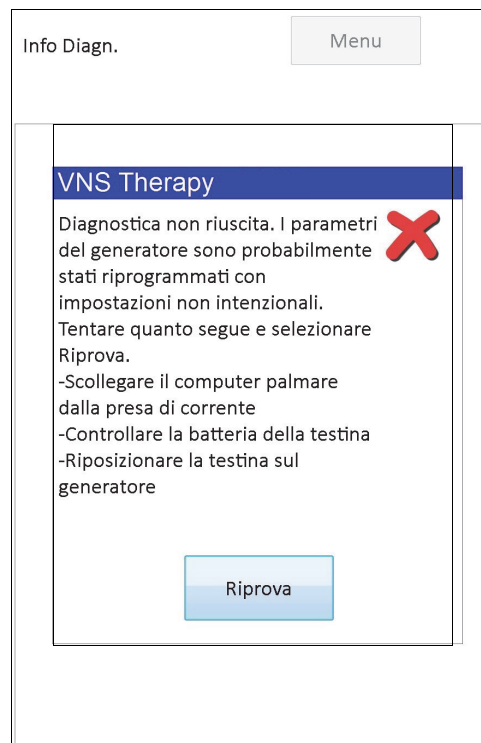 Info Diagn.
Menu
VNS Therapy
Diagnostica non riuscita. I parametri
del generatore sono probabilmente
stati riprogrammati con
impostazioni non intenzionali.
Tentare quanto segue e selezionare
Riprova.
-Scollegare il computer palmare
dalla presa di corrente
-Controllare la batteria della testina
-Riposizionare la testina sul
generatore
Riprova